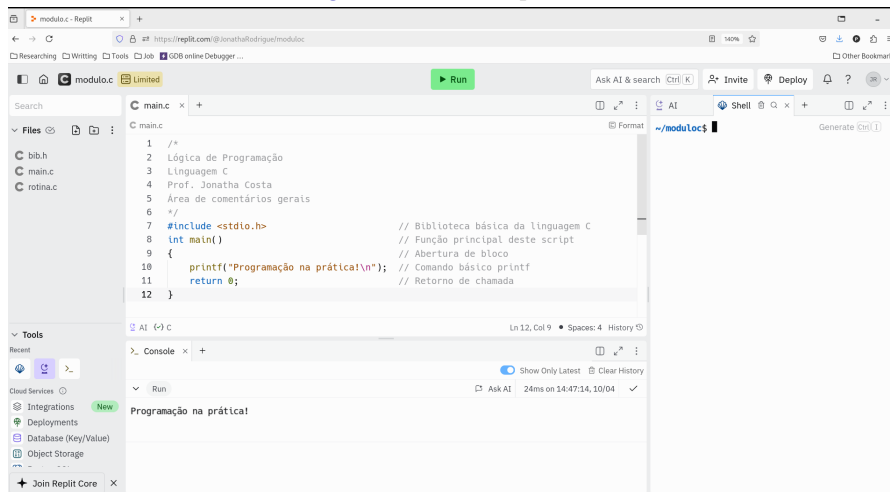 modulo.c - Replit × +
https://replit.com/@JonathaRodrigue/moduloc 140%
Researching Writting Tools Job GDB online Debugger ... Other Bookmar
modulo.c Limited Run Ask AI & search Ctrl K Invite Deploy ? JR
Search
Files
bib.h
main.c
rotina.c
C main.c × +
C main.c Format
1 /*
2 Lógica de Programação
3 Linguagem C
4 Prof. Jonatha Costa
5 Área de comentários gerais
6 */
7 #include <stdio.h> // Biblioteca básica da linguagem C
8 int main() // Função principal deste script
9 { // Abertura de bloco
10 printf("Programação na prática!\n"); // Comando básico printf
11 return 0; // Retorno de chamada
12 }
AI C Ln 12, Col 9 • Spaces: 4 History
>_ Console × +
Show Only Latest Clear History
Run Ask AI 24ms on 14:47:14, 10/04
Programação na prática!
AI Shell × +
~/moduloc$ Generate Ctrl I
Tools
Recent
Cloud Services
Integrations New
Deployments
Database (Key/Value)
Object Storage
Join Replit Core ×